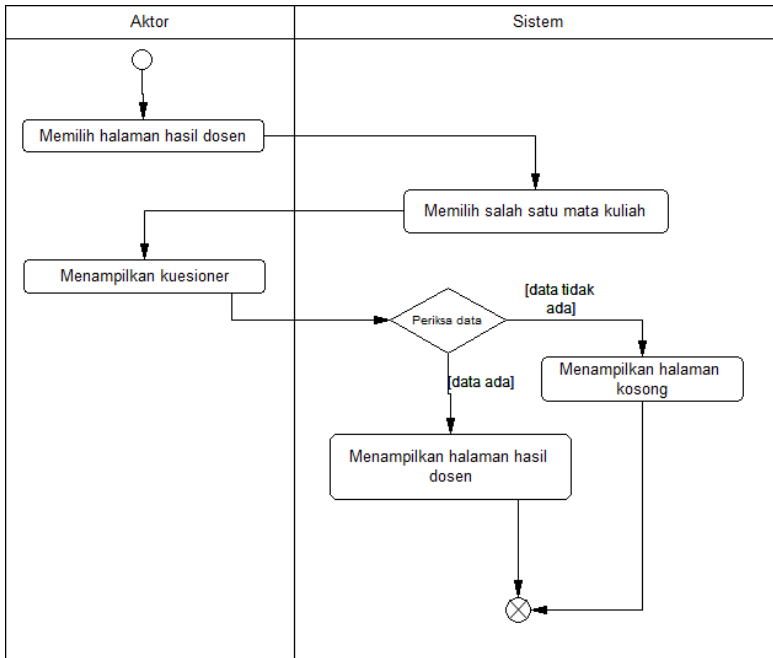 Aktor
Sistem
Memilih halaman hasil dosen
Memilih salah satu mata kuliah
Menampilkan kuesioner
Periksa data
[data tidak
ada]
Menampilkan halaman
kosong
[data ada]
Menampilkan halaman hasil
dosen